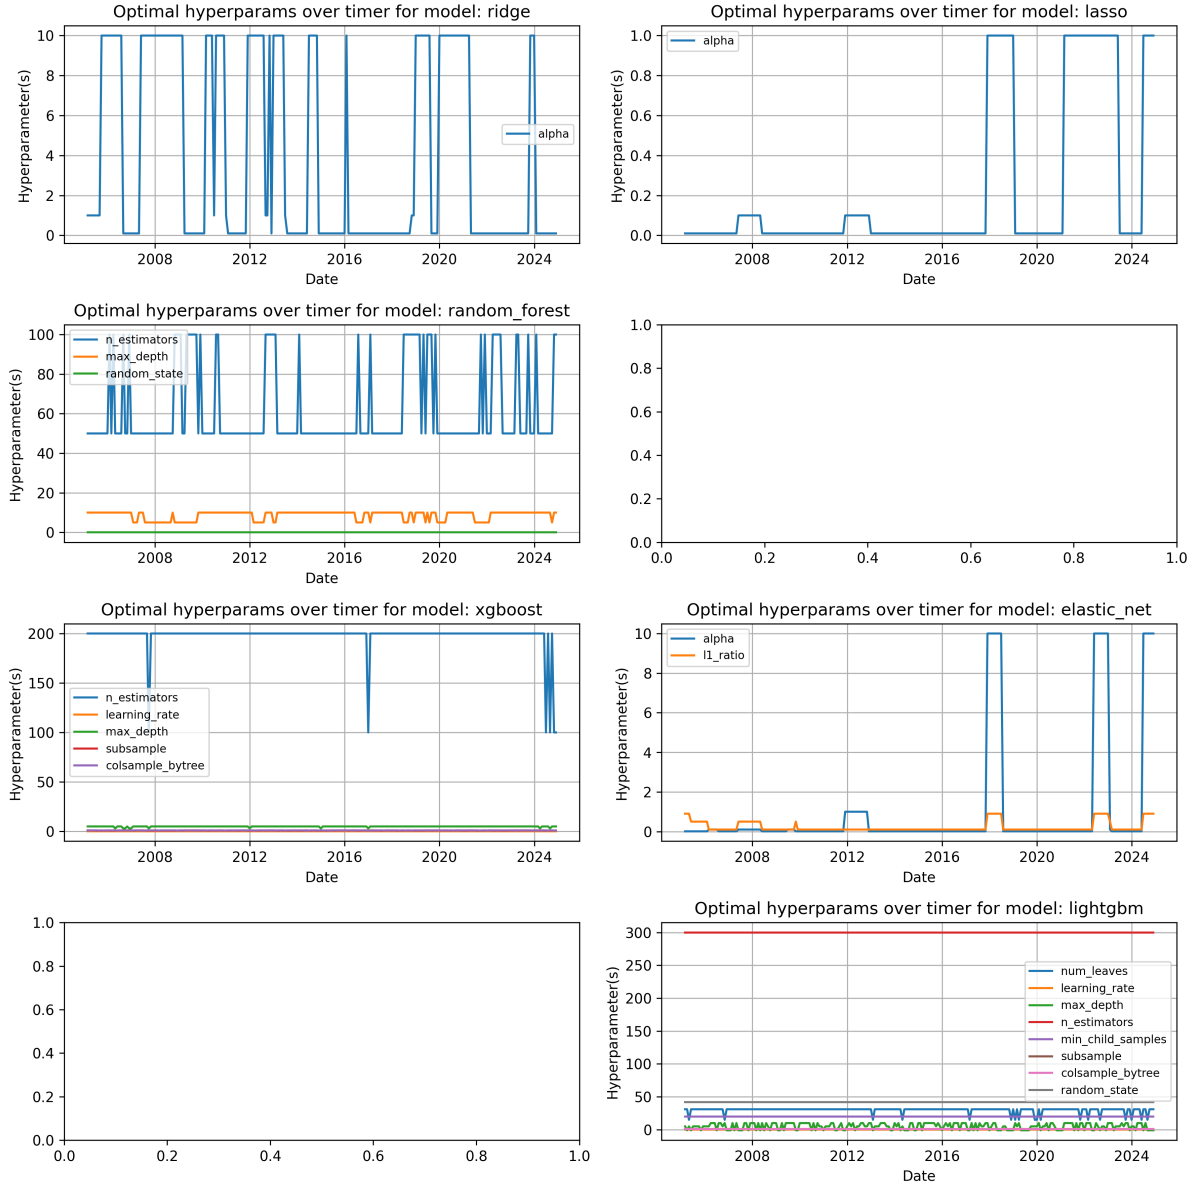 Optimal hyperparams over timer for model: ridge
10
8
6
4
2
0
Hyperparameter(s)
alpha
2008 2012 2016 2020 2024
Date
Optimal hyperparams over timer for model: lasso
1.0
0.8
0.6
0.4
0.2
0.0
Hyperparameter(s)
alpha
2008 2012 2016 2020 2024
Date
Optimal hyperparams over timer for model: random_forest
100
80
60
40
20
0
Hyperparameter(s)
n_estimators
max_depth
random_state
2008 2012 2016 2020 2024
Date
1.0
0.8
0.6
0.4
0.2
0.0
0.0 0.2 0.4 0.6 0.8 1.0
Optimal hyperparams over timer for model: xgboost
200
150
100
50
0
Hyperparameter(s)
n_estimators
learning_rate
max_depth
subsample
colsample_bytree
2008 2012 2016 2020 2024
Date
Optimal hyperparams over timer for model: elastic_net
10
8
6
4
2
0
Hyperparameter(s)
alpha
l1_ratio
2008 2012 2016 2020 2024
Date
1.0
0.8
0.6
0.4
0.2
0.0
0.0 0.2 0.4 0.6 0.8 1.0
Optimal hyperparams over timer for model: lightgbm
300
250
200
150
100
50
0
Hyperparameter(s)
num_leaves
learning_rate
max_depth
n_estimators
min_child_samples
subsample
colsample_bytree
random_state
2008 2012 2016 2020 2024
Date